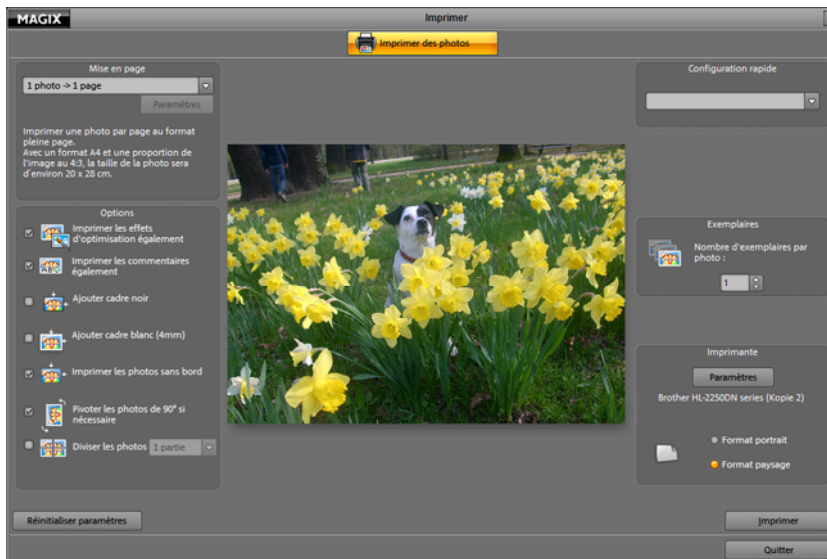 MAGIX
Imprimer
Imprimer des photos
Mise en page
1 photo -> 1 page
Paramètres
Imprimer une photo par page au format
pleine page.
Avec un format A4 et une proportion de
l'image au 4:3, la taille de la photo sera
d'environ 20 x 28 cm.
Options
Imprimer les effets
d'optimisation également
ABC
Imprimer les commentaires
également
Ajouter cadre noir
Ajouter cadre blanc (4mm)
Imprimer les photos sans bord
Pivoter les photos de 90° si
nécessaire
Diviser les photos 1 partie
Réinitialiser paramètres
Configuration rapide
Exemplaires
Nombre d'exemplaires par
photo :
1
Imprimante
Paramètres
Brother HL-2250DN series (Kopie 2)
Format portrait
Format paysage
Imprimer
Quitter